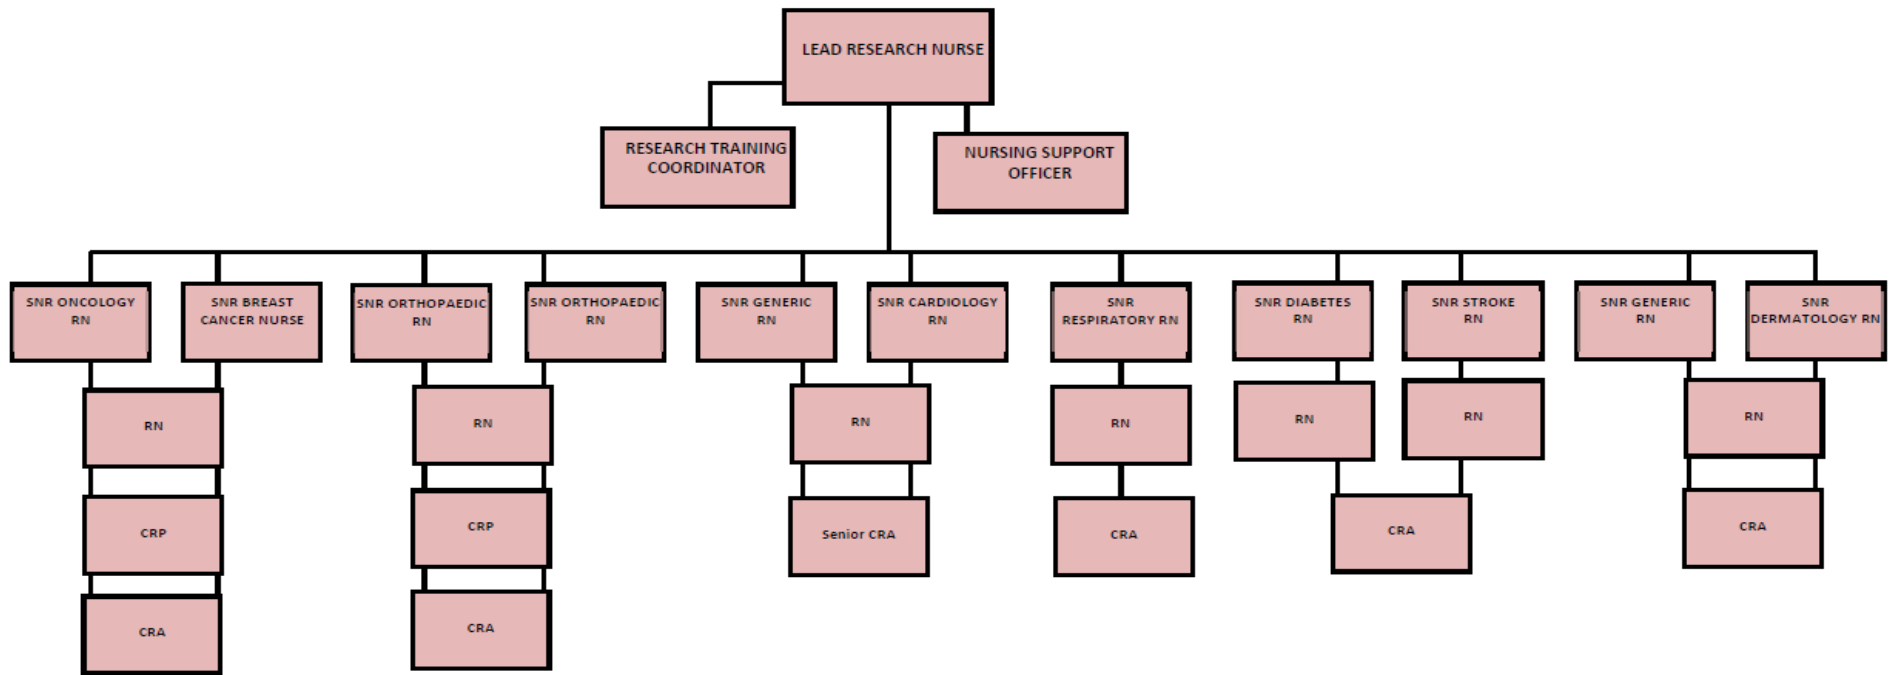 LEAD RESEARCH NURSE
RESEARCH TRAINING
COORDINATOR
NURSING SUPPORT
OFFICER
SNR ONCOLOGY
RN
SNR BREAST
CANCER NURSE
SNR ORTHOPAEDIC
RN
SNR ORTHOPAEDIC
RN
SNR GENERIC
RN
SNR CARDIOLOGY
RN
SNR
RESPIRATORY RN
SNR DIABETES
RN
SNR STROKE
RN
SNR GENERIC
RN
SNR
DERMATOLOGY RN
RN
RN
RN
RN
RN
RN
RN
CRP
CRP
Senior CRA
CRA
CRA
CRA
CRA
CRA